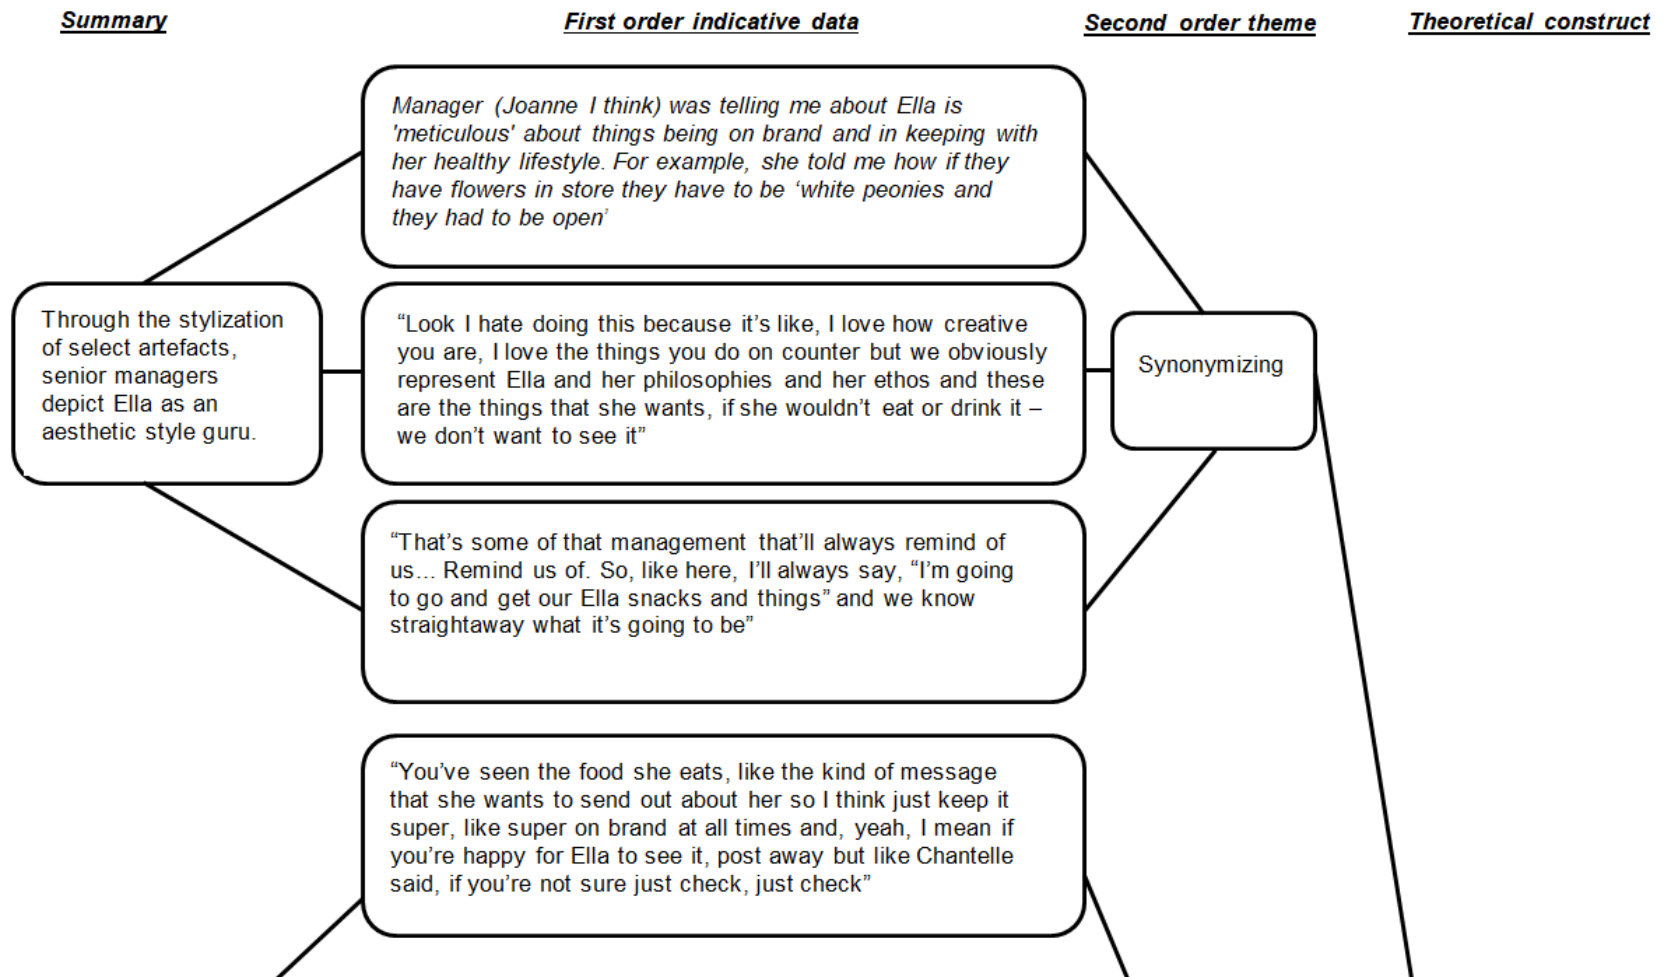 Summary
First order indicative data
Second order theme
Theoretical construct
Manager (Joanne I think) was telling me about Ella is
'meticulous' about things being on brand and in keeping with
her healthy lifestyle. For example, she told me how if they
have flowers in store they have to be ‘white peonies and
they had to be open’
Through the stylization
of select artefacts,
senior managers
depict Ella as an
aesthetic style guru.
“Look I hate doing this because it’s like, I love how creative
you are, I love the things you do on counter but we obviously
represent Ella and her philosophies and her ethos and these
are the things that she wants, if she wouldn’t eat or drink it –
we don’t want to see it”
Synonymizing
“That’s some of that management that’ll always remind of
us... Remind us of. So, like here, I’ll always say, “I’m going
to go and get our Ella snacks and things” and we know
straightaway what it’s going to be”
“You’ve seen the food she eats, like the kind of message
that she wants to send out about her so I think just keep it
super, like super on brand at all times and, yeah, I mean if
you’re happy for Ella to see it, post away but like Chantelle
said, if you’re not sure just check, just check”